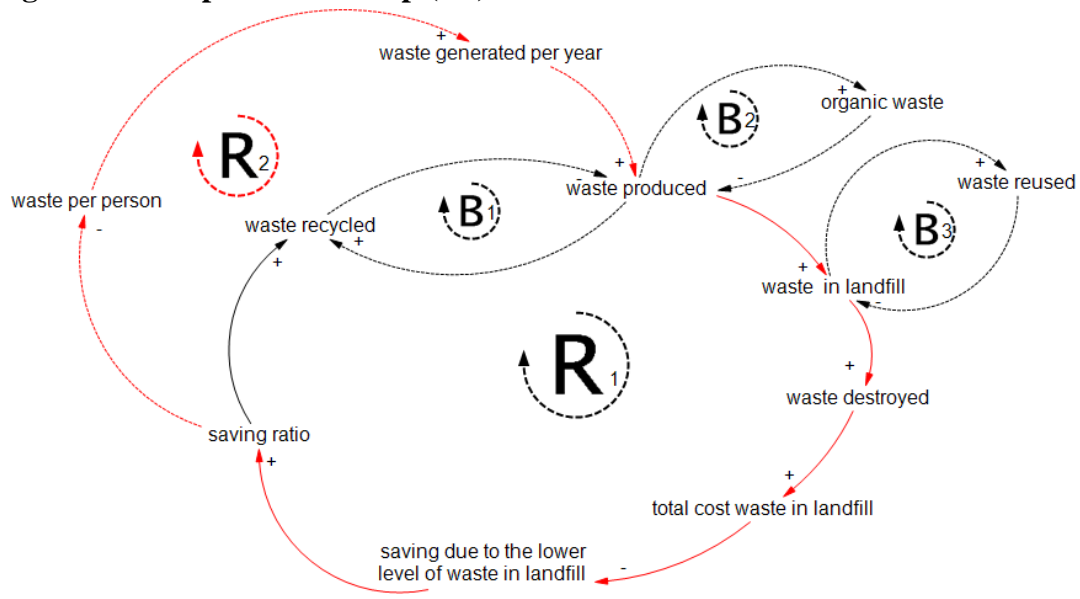 +
waste generated per year
+
organic waste
B2
R2
+
waste produced
-
-
+
waste reused
waste per person
-
waste recycled
+
B1
B3
+
+
waste in landfill
-
R1
+
waste destroyed
saving ratio
+
+
total cost waste in landfill
saving due to the lower
level of waste in landfill
-